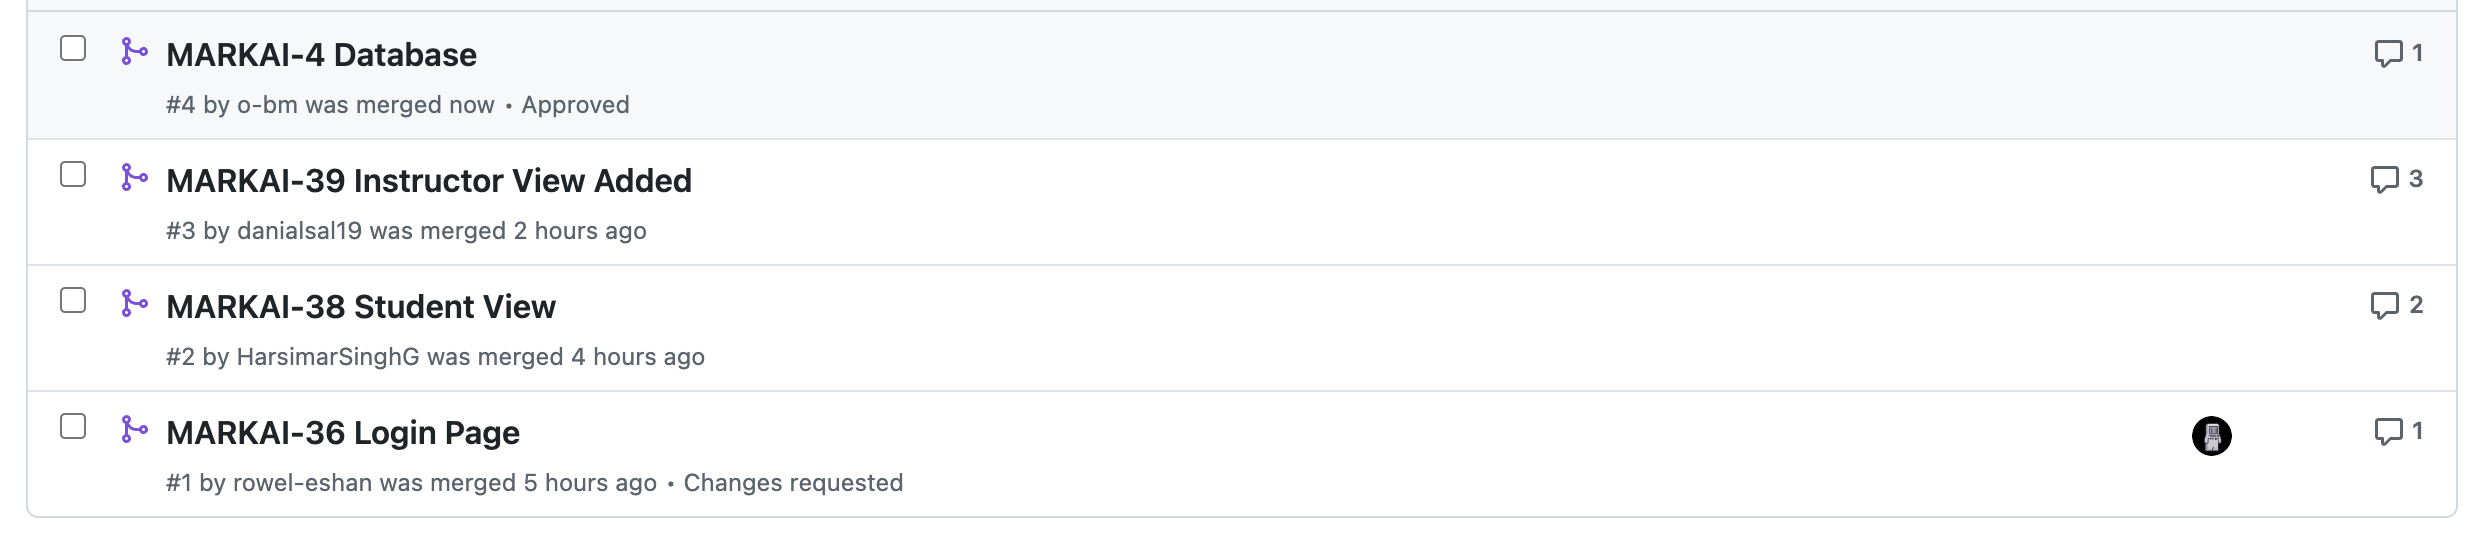 MARKAI-4 Database
1
#4 by o-bm was merged now • Approved
MARKAI-39 Instructor View Added
3
#3 by danialsal19 was merged 2 hours ago
MARKAI-38 Student View
2
#2 by HarsimarSinghG was merged 4 hours ago
MARKAI-36 Login Page
1
#1 by rowel-eshan was merged 5 hours ago • Changes requested